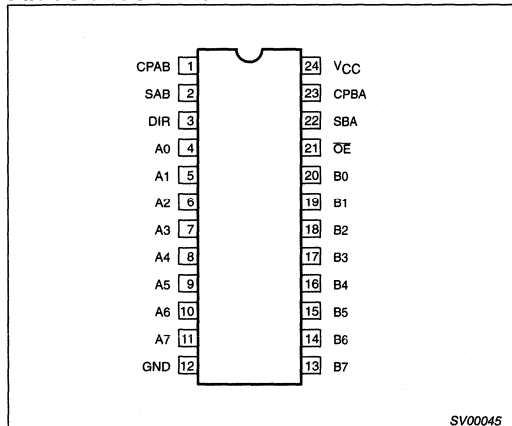 CPAB 1 24 VCC
SAB 2 23 CPBA
DIR 3 22 SBA
A0 4 21 OE
A1 5 20 B0
A2 6 19 B1
A3 7 18 B2
A4 8 17 B3
A5 9 16 B4
A6 10 15 B5
A7 11 14 B6
GND 12 13 B7
SV00045